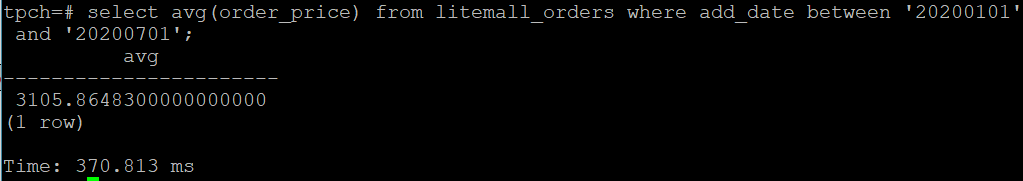 tpch=# select avg(order_price) from litemall_orders where add_date between '20200101'
 and '20200701';
          avg
-----------------------
 3105.8648300000000000
(1 row)

Time: 370.813 ms